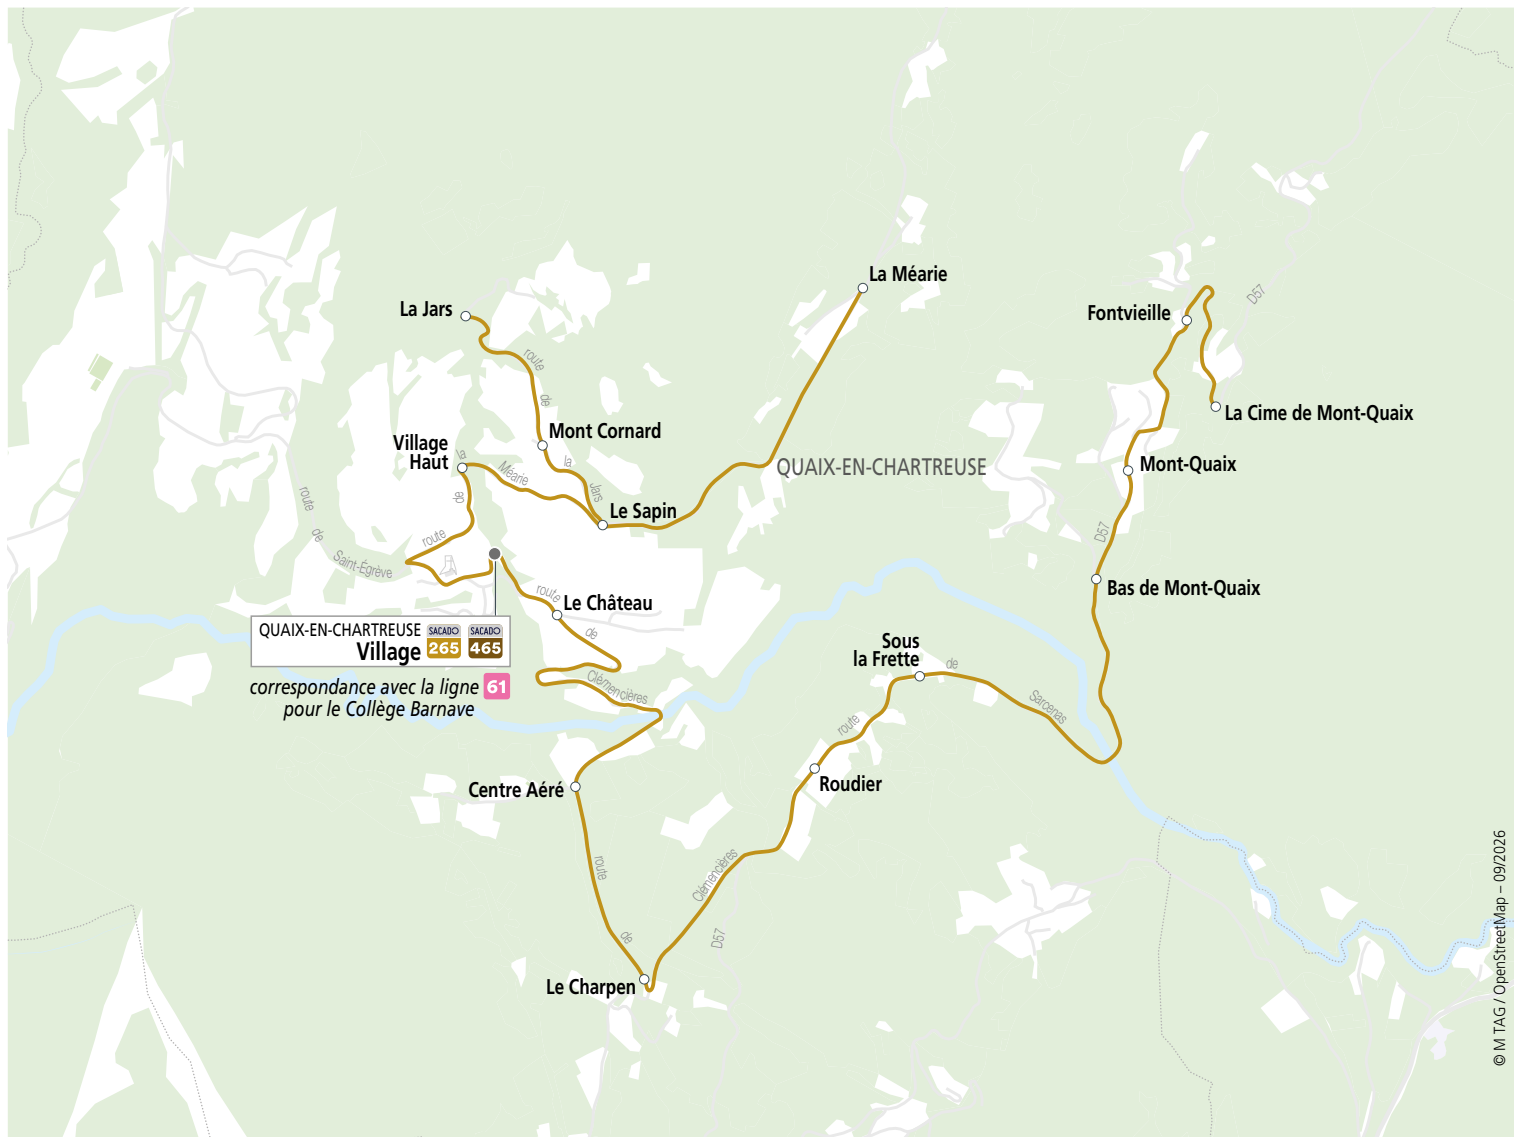 La Méarie
La Jars
Fontvieille
D57
route
de
La Cime de Mont-Quaix
Mont Cornard
Village
Haut
la
la
Méarie
QUAIX-EN-CHARTREUSE
Mont-Quaix
de
Jars
Le Sapin
route
de
Saint-Égrève
route
D57
Bas de Mont-Quaix
route
Le Château
de
QUAIX-EN-CHARTREUSE SACADO SACADO
Village 265 465
correspondance avec la ligne 61
pour le Collège Barnave
Clémencières
Sous
la Frette
de
Sarcenas
route
Centre Aéré
Roudier
route
Clémencières
de
D57
Le Charpen
© M TAG / OpenStreetMap – 09/2026